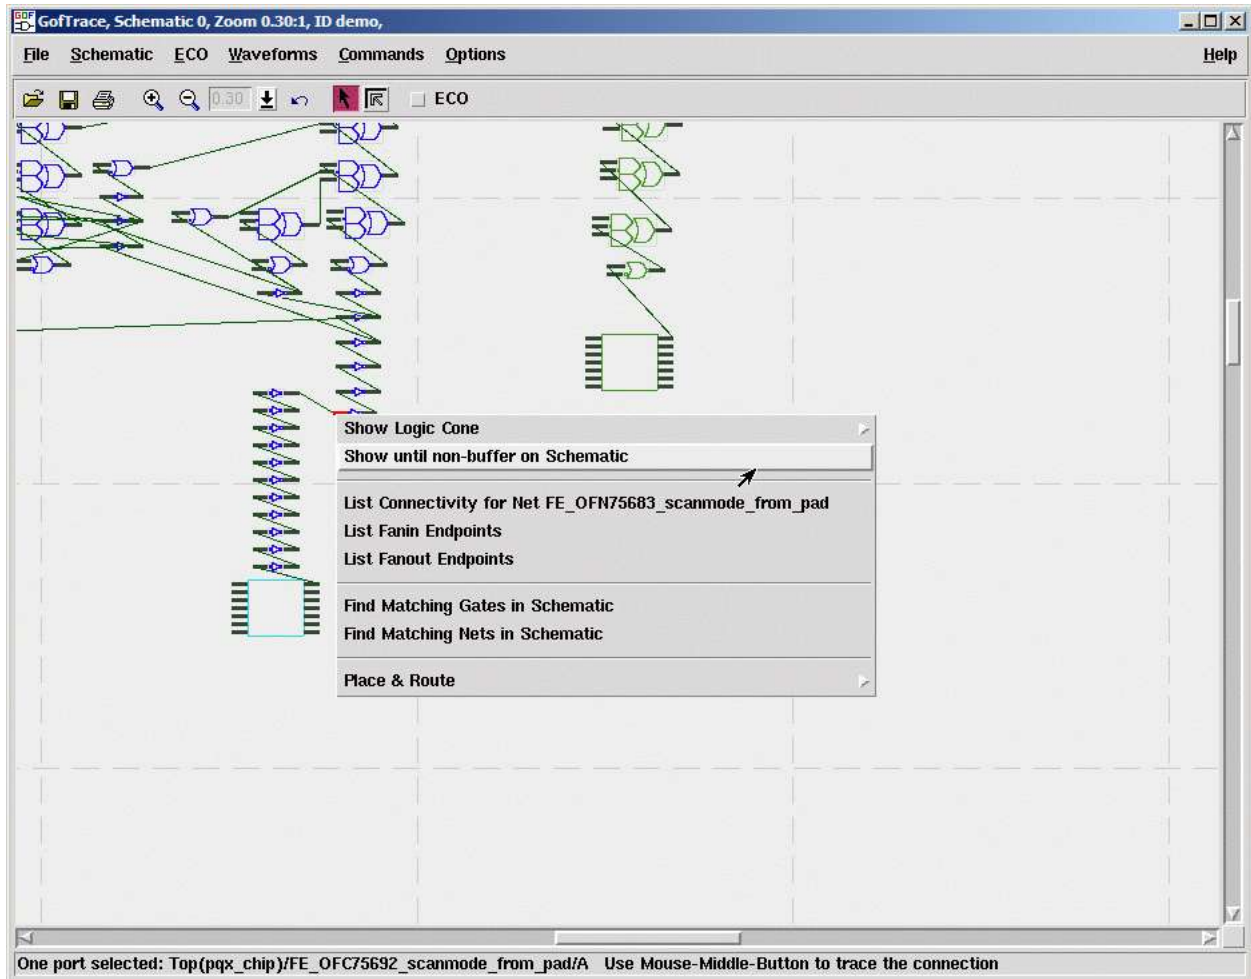 GOF
GofTrace, Schematic 0, Zoom 0.30:1, ID demo,
File Schematic ECO Waveforms Commands Options Help
0.30 ECO
Show Logic Cone
Show until non-buffer on Schematic
List Connectivity for Net FE_OFN75683_scanmode_from_pad
List Fanin Endpoints
List Fanout Endpoints
Find Matching Gates in Schematic
Find Matching Nets in Schematic
Place & Route
One port selected: Top(pqx_chip)/FE_OFC75692_scanmode_from_pad/A Use Mouse-Middle-Button to trace the connection